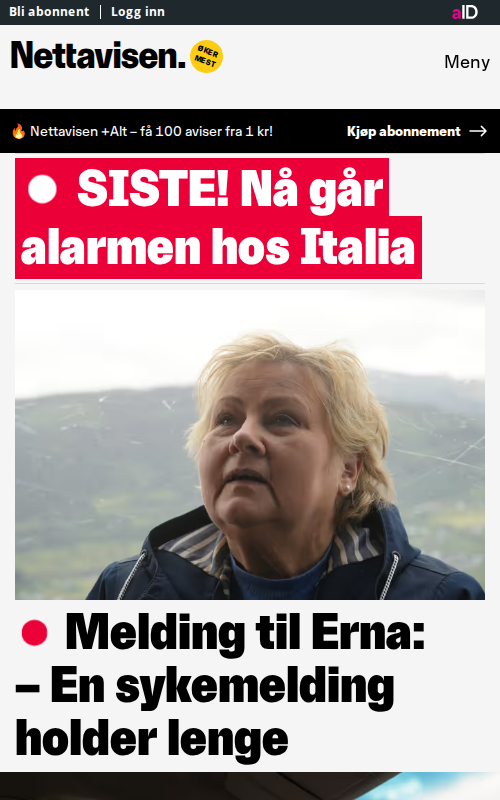 Bli abonnent | Logg inn
aID
Nettavisen.
ØKER
MEST
Meny
🔥 Nettavisen +Alt – få 100 aviser fra 1 kr!
Kjøp abonnement →
SISTE! Nå går
alarmen hos Italia
Melding til Erna:
– En sykemelding
holder lenge